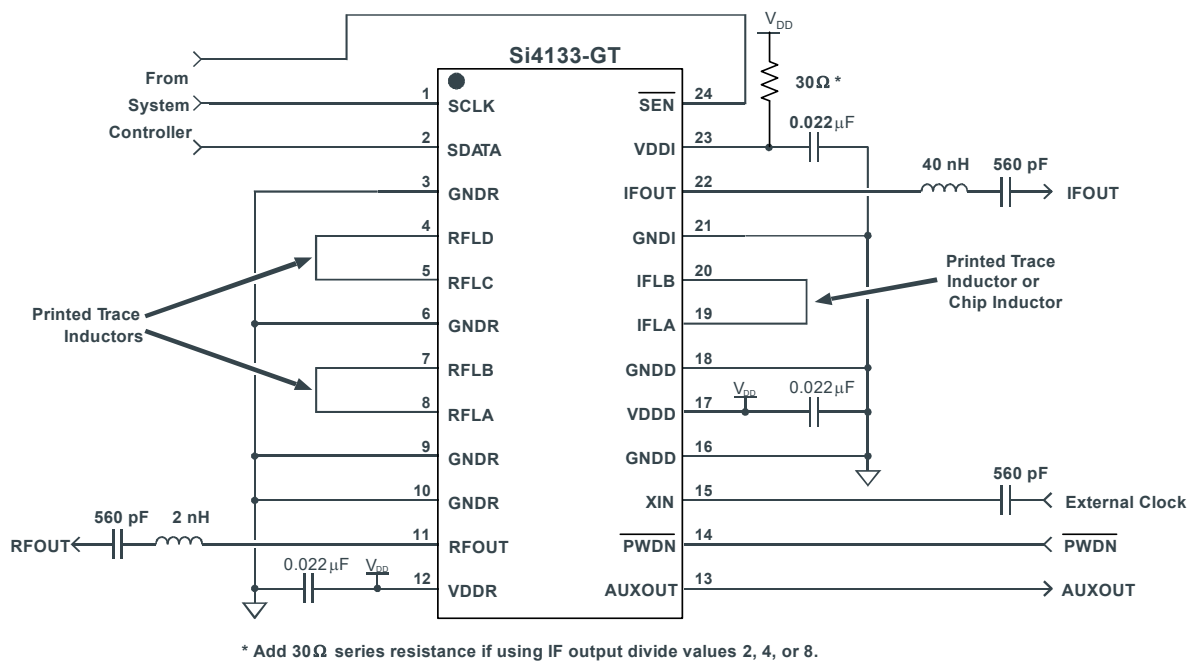 Si4133-GT
From
System
Controller
V_DD
30Ω *
0.022μF
1 SCLK
2 SDATA
3 GNDR
4 RFLD
5 RFLC
6 GNDR
7 RFLB
8 RFLA
9 GNDR
10 GNDR
11 RFOUT
12 VDDR
SEN 24
VDDI 23
IFOUT 22
GNDI 21
IFLB 20
IFLA 19
GNDD 18
VDDD 17
GNDD 16
XIN 15
PWDN 14
AUXOUT 13
Printed Trace
Inductors
40 nH 560 pF
IFOUT
Printed Trace
Inductor or
Chip Inductor
V_DD 0.022μF
560 pF
External Clock
PWDN
AUXOUT
560 pF 2 nH
RFOUT
0.022μF V_DD
* Add 30Ω series resistance if using IF output divide values 2, 4, or 8.